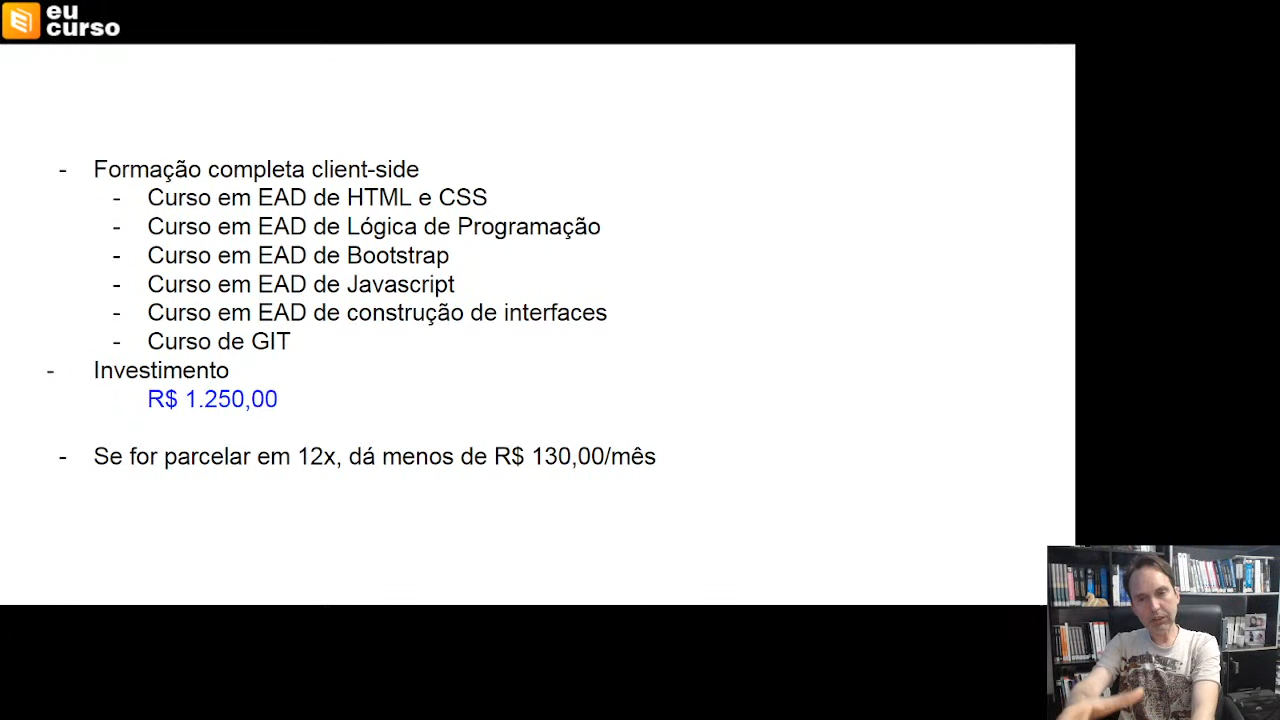 eu
curso
- Formação completa client-side
- Curso em EAD de HTML e CSS
- Curso em EAD de Lógica de Programação
- Curso em EAD de Bootstrap
- Curso em EAD de Javascript
- Curso em EAD de construção de interfaces
- Curso de GIT
- Investimento
R$ 1.250,00
- Se for parcelar em 12x, dá menos de R$ 130,00/mês